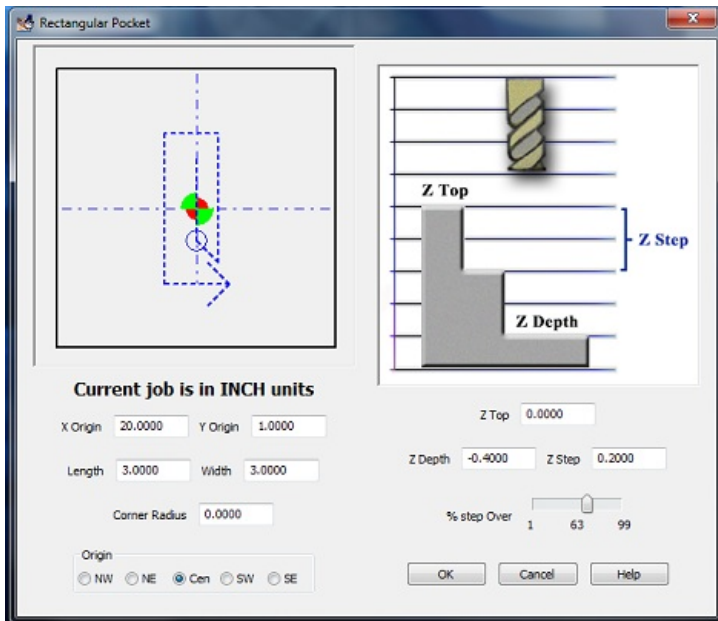 Rectangular Pocket
Z Top
Z Step
Z Depth
Current job is in INCH units
X Origin 20.0000 Y Origin 1.0000
Length 3.0000 Width 3.0000
Corner Radius 0.0000
Origin
NW NE Cen SW SE
Z Top 0.0000
Z Depth -0.4000 Z Step 0.2000
% step Over
1 63 99
OK Cancel Help